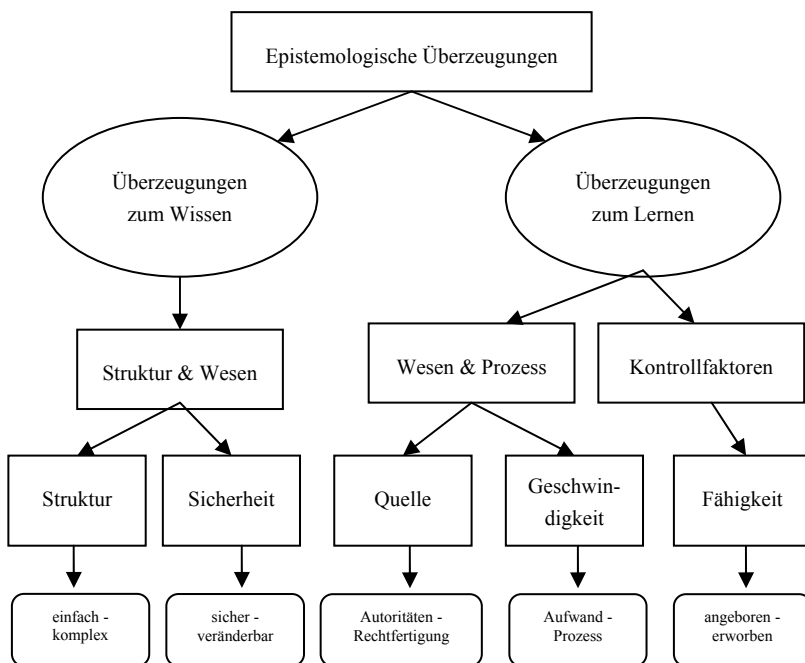 Epistemologische Überzeugungen
Überzeugungen
zum Wissen
Überzeugungen
zum Lernen
Struktur & Wesen
Wesen & Prozess
Kontrollfaktoren
Struktur
Sicherheit
Quelle
Geschwin-
digkeit
Fähigkeit
einfach -
komplex
sicher -
veränderbar
Autoritäten -
Rechtfertigung
Aufwand -
Prozess
angeboren -
erworben